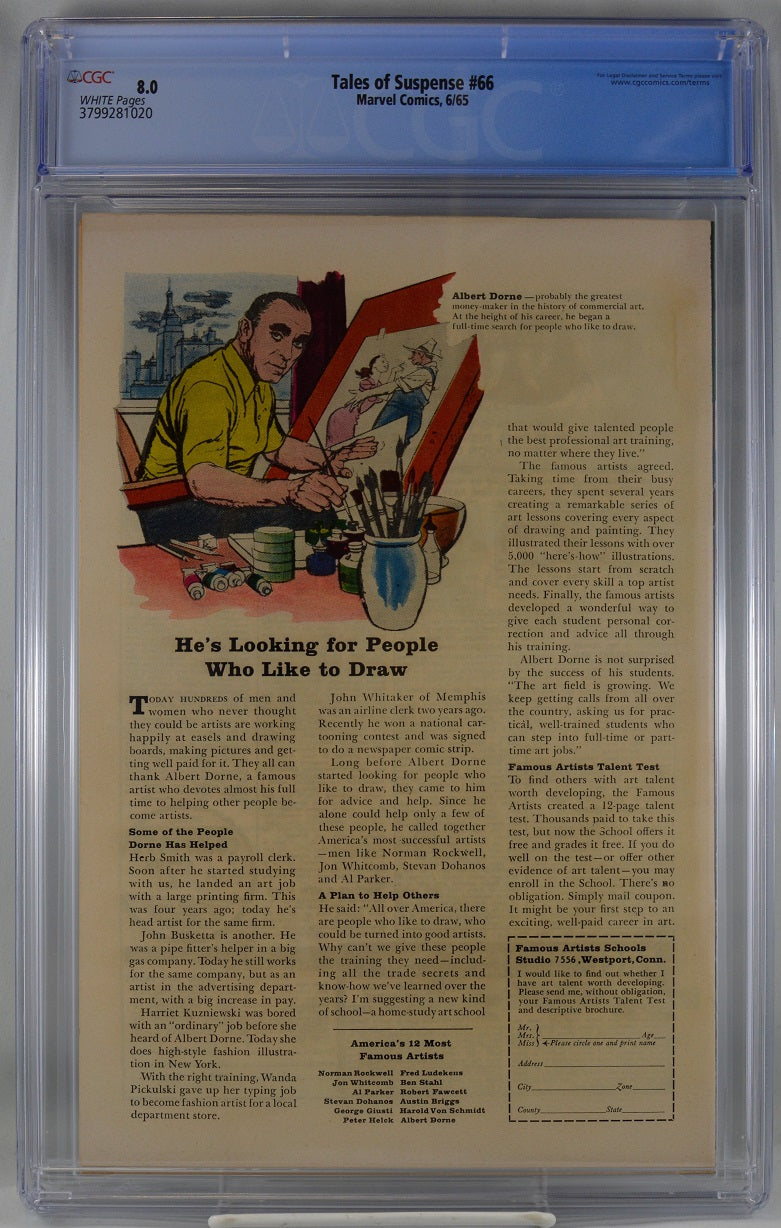 CGC
8.0
WHITE Pages
3799281020
Tales of Suspense #66
Marvel Comics, 6/65
For Legal Disclaimer and Service Terms please visit
www.cgccomics.com/terms
CGC
Albert Dorne — probably the greatest
money-maker in the history of commercial art.
At the height of his career, he began a
full-time search for people who like to draw.
He's Looking for People
Who Like to Draw
TODAY HUNDREDS of men and
women who never thought
they could be artists are working
happily at easels and drawing
boards, making pictures and get-
ting well paid for it. They all can
thank Albert Dorne, a famous
artist who devotes almost his full
time to helping other people be-
come artists.
Some of the People
Dorne Has Helped
Herb Smith was a payroll clerk.
Soon after he started studying
with us, he landed an art job
with a large printing firm. This
was four years ago; today he's
head artist for the same firm.
John Busketta is another. He
was a pipe fitter's helper in a big
gas company. Today he still works
for the same company, but as an
artist in the advertising depart-
ment, with a big increase in pay.
Harriet Kuzniewski was bored
with an "ordinary" job before she
heard of Albert Dorne. Today she
does high-style fashion illustra-
tion in New York.
With the right training, Wanda
Pickulski gave up her typing job
to become fashion artist for a local
department store.
John Whitaker of Memphis
was an airline clerk two years ago.
Recently he won a national car-
tooning contest and was signed
to do a newspaper comic strip.
Long before Albert Dorne
started looking for people who
like to draw, they came to him
for advice and help. Since he
alone could help only a few of
these people, he called together
America's most successful artists
—men like Norman Rockwell,
Jon Whitcomb, Stevan Dohanos
and Al Parker.
A Plan to Help Others
He said: "All over America, there
are people who like to draw, who
could be turned into good artists.
Why can't we give these people
the training they need—includ-
ing all the trade secrets and
know-how we've learned over the
years? I'm suggesting a new kind
of school—a home-study art school
America's 12 Most
Famous Artists
Norman Rockwell Fred Ludekens
Jon Whitcomb Ben Stahl
Al Parker Robert Fawcett
Stevan Dohanos Austin Briggs
George Giusti Harold Von Schmidt
Peter Helck Albert Dorne
that would give talented people
the best professional art training,
no matter where they live."
The famous artists agreed.
Taking time from their busy
careers, they spent several years
creating a remarkable series of
art lessons covering every aspect
of drawing and painting. They
illustrated their lessons with over
5,000 "here's-how" illustrations.
The lessons start from scratch
and cover every skill a top artist
needs. Finally, the famous artists
developed a wonderful way to
give each student personal cor-
rection and advice all through
his training.
Albert Dorne is not surprised
by the success of his students.
"The art field is growing. We
keep getting calls from all over
the country, asking us for prac-
tical, well-trained students who
can step into full-time or part-
time art jobs."
Famous Artists Talent Test
To find others with art talent
worth developing, the Famous
Artists created a 12-page talent
test. Thousands paid to take this
test, but now the School offers it
free and grades it free. If you do
well on the test—or offer other
evidence of art talent—you may
enroll in the School. There's no
obligation. Simply mail coupon.
It might be your first step to an
exciting, well-paid career in art.
Famous Artists Schools
Studio 7556, Westport, Conn.
I would like to find out whether I
have art talent worth developing.
Please send me, without obligation,
your Famous Artists Talent Test
and descriptive brochure.
Mr.
Mrs. Age
Miss Please circle one and print name
Address
City Zone
County State